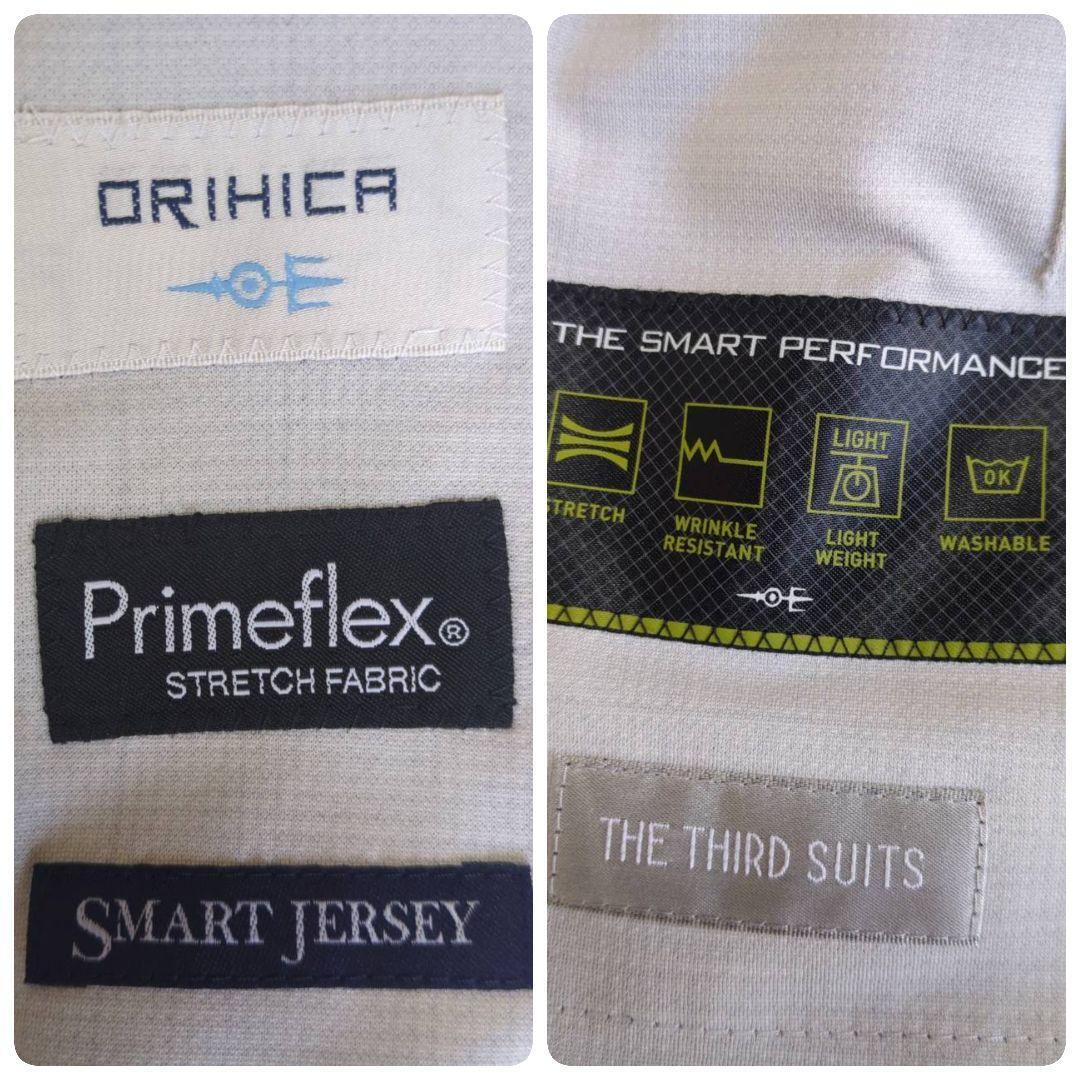 ORIHICA
Primeflex®
STRETCH FABRIC
SMART JERSEY
THE SMART PERFORMANCE
STRETCH
WRINKLE
RESISTANT
LIGHT
LIGHT
WEIGHT
OK
WASHABLE
THE THIRD SUITS